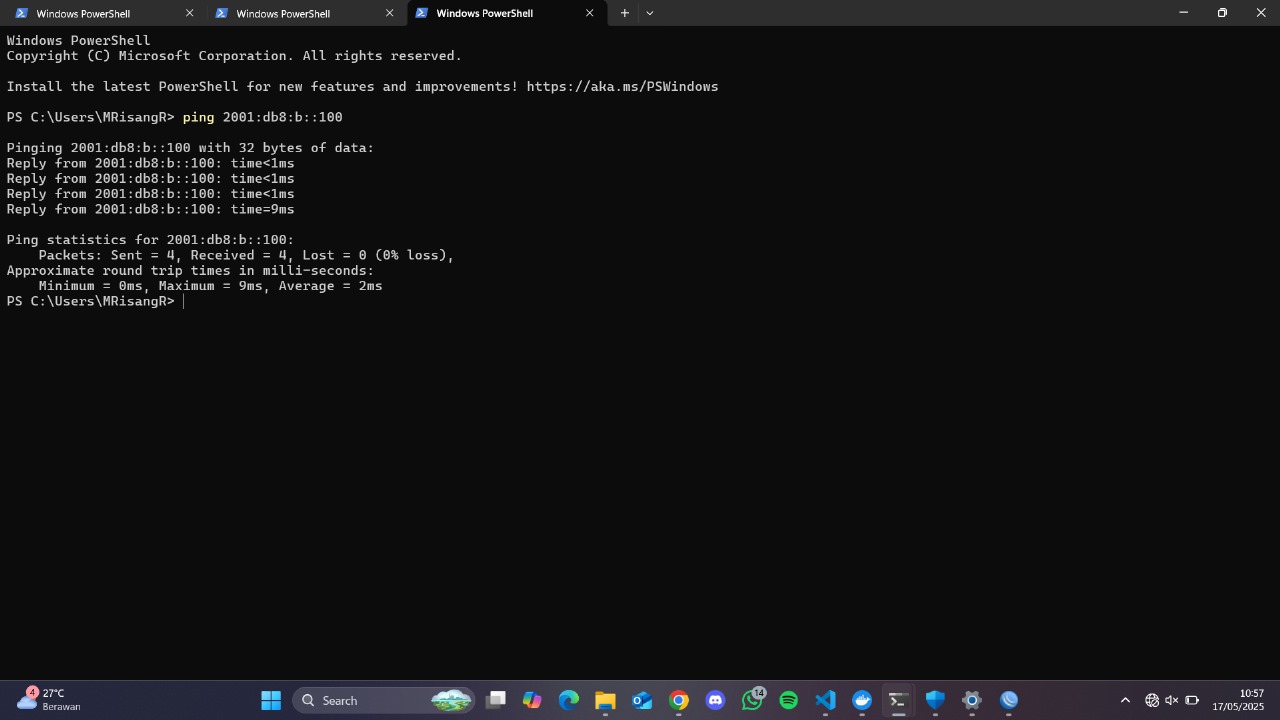 Windows PowerShell
Windows PowerShell
Windows PowerShell
Windows PowerShell
Copyright (C) Microsoft Corporation. All rights reserved.
Install the latest PowerShell for new features and improvements! https://aka.ms/PSWindows
PS C:\Users\MRisangR> ping 2001:db8:b::100
Pinging 2001:db8:b::100 with 32 bytes of data:
Reply from 2001:db8:b::100: time<1ms
Reply from 2001:db8:b::100: time<1ms
Reply from 2001:db8:b::100: time<1ms
Reply from 2001:db8:b::100: time=9ms
Ping statistics for 2001:db8:b::100:
    Packets: Sent = 4, Received = 4, Lost = 0 (0% loss),
Approximate round trip times in milli-seconds:
    Minimum = 0ms, Maximum = 9ms, Average = 2ms
PS C:\Users\MRisangR>
4
27°C
Berawan
Search
14
10:57
17/05/2025